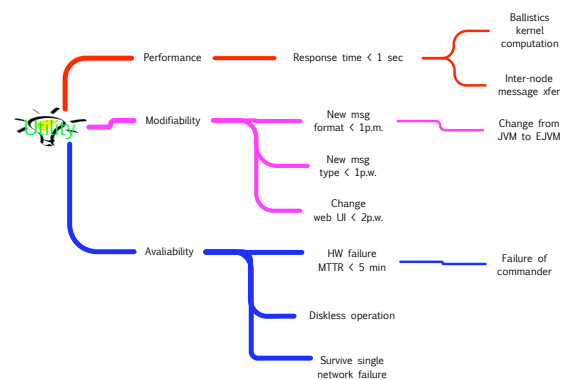 Utility
Performance
Response time < 1 sec
Ballistics
kernel
computation
Inter-node
message xfer
Modifiability
New msg
format < 1p.m.
Change from
JVM to EJVM
New msg
type < 1p.w.
Change
web UI < 2p.w.
Avaliability
HW failure
MTTR < 5 min
Failure of
commander
Diskless operation
Survive single
network failure